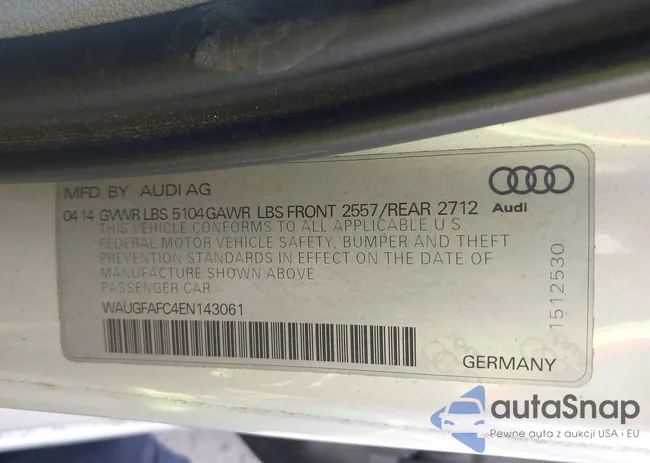 MFD. BY AUDI AG
Audi
0414 GVWR LBS 5104 GAWR LBS FRONT 2557/REAR 2712
THIS VEHICLE CONFORMS TO ALL APPLICABLE U S
FEDERAL MOTOR VEHICLE SAFETY, BUMPER AND THEFT
PREVENTION STANDARDS IN EFFECT ON THE DATE OF
MANUFACTURE SHOWN ABOVE
PASSENGER CAR
WAUGFAFC4EN143061
1512530
GERMANY
autaSnap
Pewne auta z aukcji USA i EU